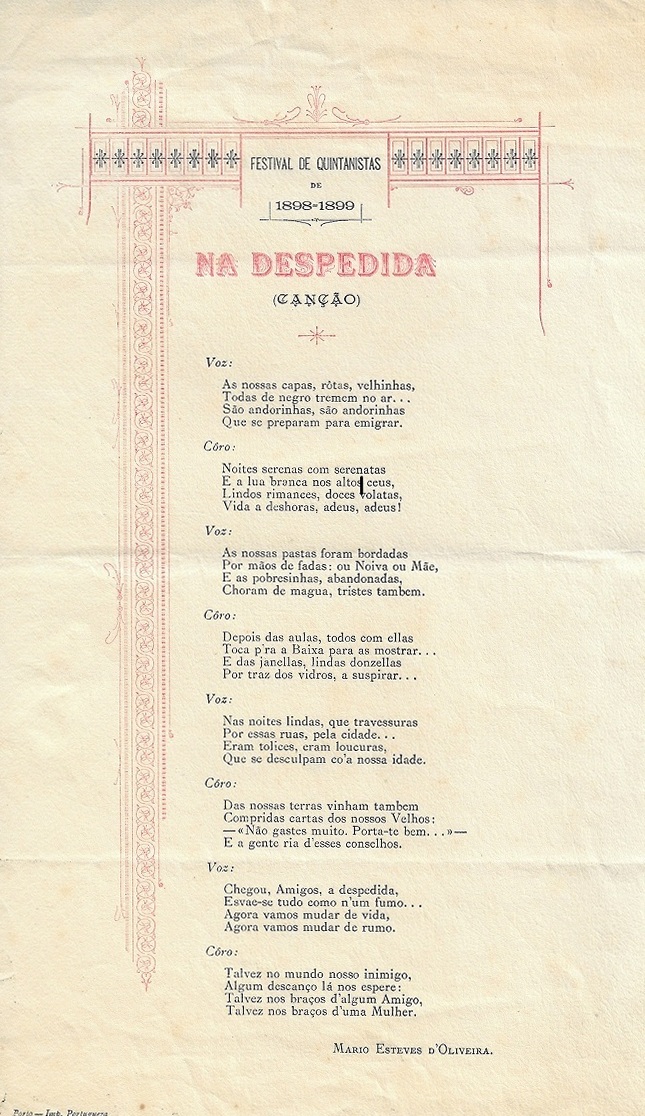 FESTIVAL DE QUINTANISTAS
DE
1898-1899
NA DESPEDIDA
(CANÇÃO)
Voz:
As nossas capas, rôtas, velhinhas,
Todas de negro tremem no ar...
São andorinhas, são andorinhas
Que se preparam para emigrar.
Côro:
Noites serenas com serenatas
E a lua branca nos altos ceus,
Lindos rimances, doces volatas,
Vida a deshoras, adeus, adeus!
Voz:
As nossas pastas foram bordadas
Por mãos de fadas: ou Noiva ou Mãe,
E as pobresinhas, abandonadas,
Choram de magua, tristes tambem.
Côro:
Depois das aulas, todos com ellas
Toca p'ra a Baixa para as mostrar...
E das janellas, lindas donzellas
Por traz dos vidros, a suspirar...
Voz:
Nas noites lindas, que travessuras
Por essas ruas, pela cidade...
Eram tolices, eram loucuras,
Que se desculpam co'a nossa idade.
Côro:
Das nossas terras vinham tambem
Compridas cartas dos nossos Velhos:
—«Não gastes muito. Porta-te bem...»—
E a gente ria d'esses conselhos.
Voz:
Chegou, Amigos, a despedida,
Esvae-se tudo como n'um fumo...
Agora vamos mudar de vida,
Agora vamos mudar de rumo.
Côro:
Talvez no mundo nosso inimigo,
Algum descanço lá nos espere:
Talvez nos braços d'algum Amigo,
Talvez nos braços d'uma Mulher.
MARIO ESTEVES D'OLIVEIRA.
Porto—Imp. Portugueza